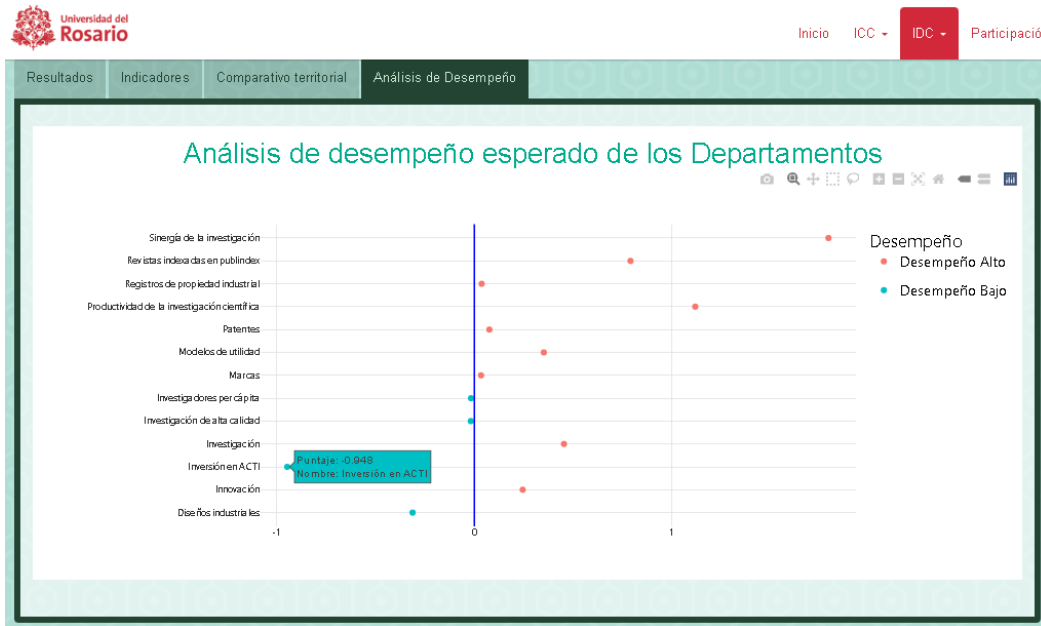 Universidad del
Rosario
Inicio ICC IDC Participació
Resultados Indicadores Comparativo territorial Análisis de Desempeño
Análisis de desempeño esperado de los Departamentos
Sinergía de la investigación
Revistas indexadas en publindex
Registros de propiedad industrial
Productividad de la investigación científica
Patentes
Modelos de utilidad
Marcas
Investigadores per cápita
Investigación de alta calidad
Investigación
Inversión en ACTI
Innovación
Diseños industriales
Puntaje: -0.948
Nombre: Inversión en ACTI
-1 0 1
Desempeño
Desempeño Alto
Desempeño Bajo